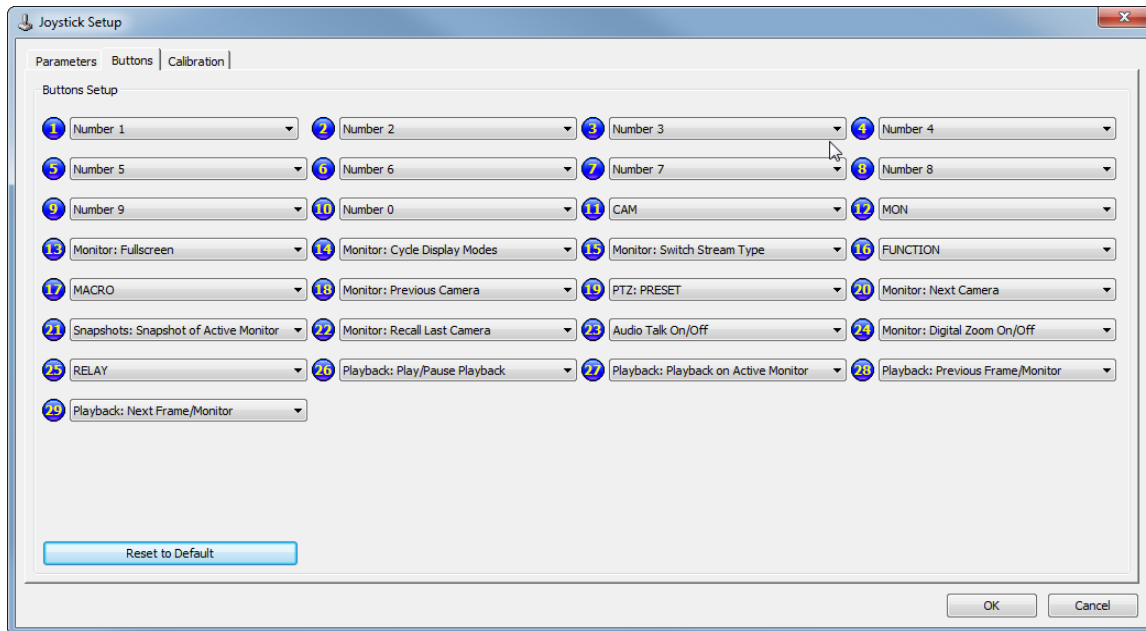 Joystick Setup
Parameters Buttons Calibration
Buttons Setup
1 Number 1 2 Number 2 3 Number 3 4 Number 4
5 Number 5 6 Number 6 7 Number 7 8 Number 8
9 Number 9 10 Number 0 11 CAM 12 MON
13 Monitor: Fullscreen 14 Monitor: Cycle Display Modes 15 Monitor: Switch Stream Type 16 FUNCTION
17 MACRO 18 Monitor: Previous Camera 19 PTZ: PRESET 20 Monitor: Next Camera
21 Snapshots: Snapshot of Active Monitor 22 Monitor: Recall Last Camera 23 Audio Talk On/Off 24 Monitor: Digital Zoom On/Off
25 RELAY 26 Playback: Play/Pause Playback 27 Playback: Playback on Active Monitor 28 Playback: Previous Frame/Monitor
29 Playback: Next Frame/Monitor
Reset to Default
OK Cancel